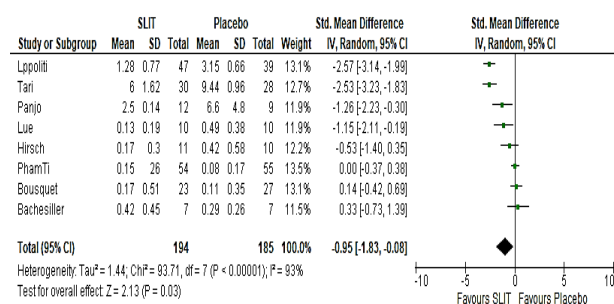 SLIT Placebo Std. Mean Difference Std. Mean Difference
Study or Subgroup Mean SD Total Mean SD Total Weight IV, Random, 95% CI IV, Random, 95% CI
Lppoliti 1.28 0.77 47 3.15 0.66 39 13.1% -2.57 [-3.14, -1.99]
Tari 6 1.62 30 9.44 0.96 28 12.6% -2.53 [-3.23, -1.83]
Panjo 2.5 0.14 12 6.6 4.8 9 11.6% -1.26 [-2.23, -0.30]
Lue 0.13 0.19 10 0.49 0.38 10 11.6% -1.15 [-2.11, -0.19]
Hirsch 0.17 0.3 11 0.42 0.58 10 12.0% -0.53 [-1.40, 0.35]
PhamTi 0.15 26 54 0.08 0.17 55 13.5% 0.00 [-0.37, 0.38]
Bousquet 0.17 0.51 23 0.11 0.35 27 13.2% 0.14 [-0.42, 0.69]
Bachesiller 0.42 0.45 7 0.29 0.26 7 11.2% 0.33 [-0.73, 1.39]
Total (95% CI) 194 185 100.0% -0.95 [-1.83, -0.08]
Heterogeneity: Tau² = 1.44; Chi² = 93.71, df = 7 (P < 0.00001); I² = 93%
Test for overall effect: Z = 2.13 (P = 0.03)
-10 -5 0 5 10
Favours SLIT Favours Placebo